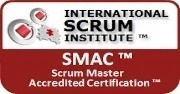 INTERNATIONAL
SCRUM
INSTITUTE ™
SMAC ™
Scrum Master
Accredited Certification ™